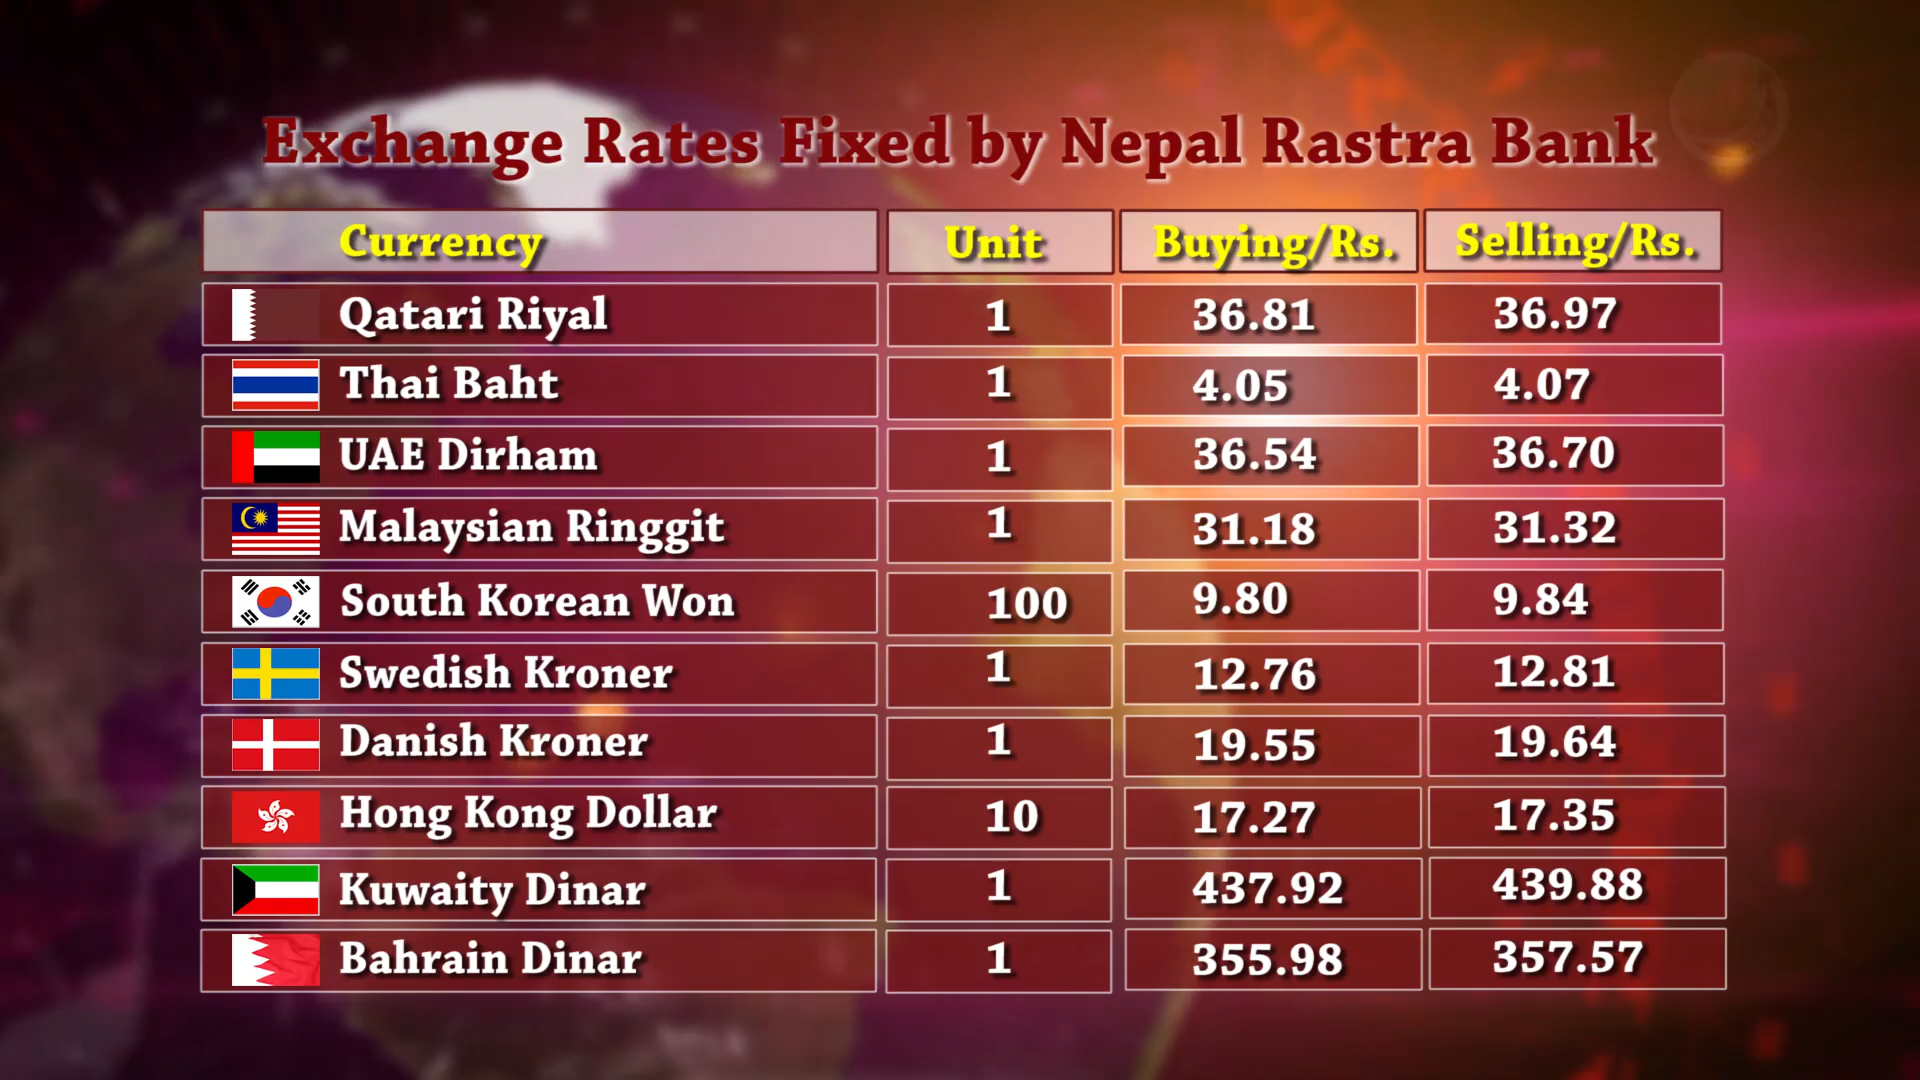 Exchange Rates Fixed by Nepal Rastra Bank
Currency Unit Buying/Rs. Selling/Rs.
Qatari Riyal 1 36.81 36.97
Thai Baht 1 4.05 4.07
UAE Dirham 1 36.54 36.70
Malaysian Ringgit 1 31.18 31.32
South Korean Won 100 9.80 9.84
Swedish Kroner 1 12.76 12.81
Danish Kroner 1 19.55 19.64
Hong Kong Dollar 10 17.27 17.35
Kuwaity Dinar 1 437.92 439.88
Bahrain Dinar 1 355.98 357.57